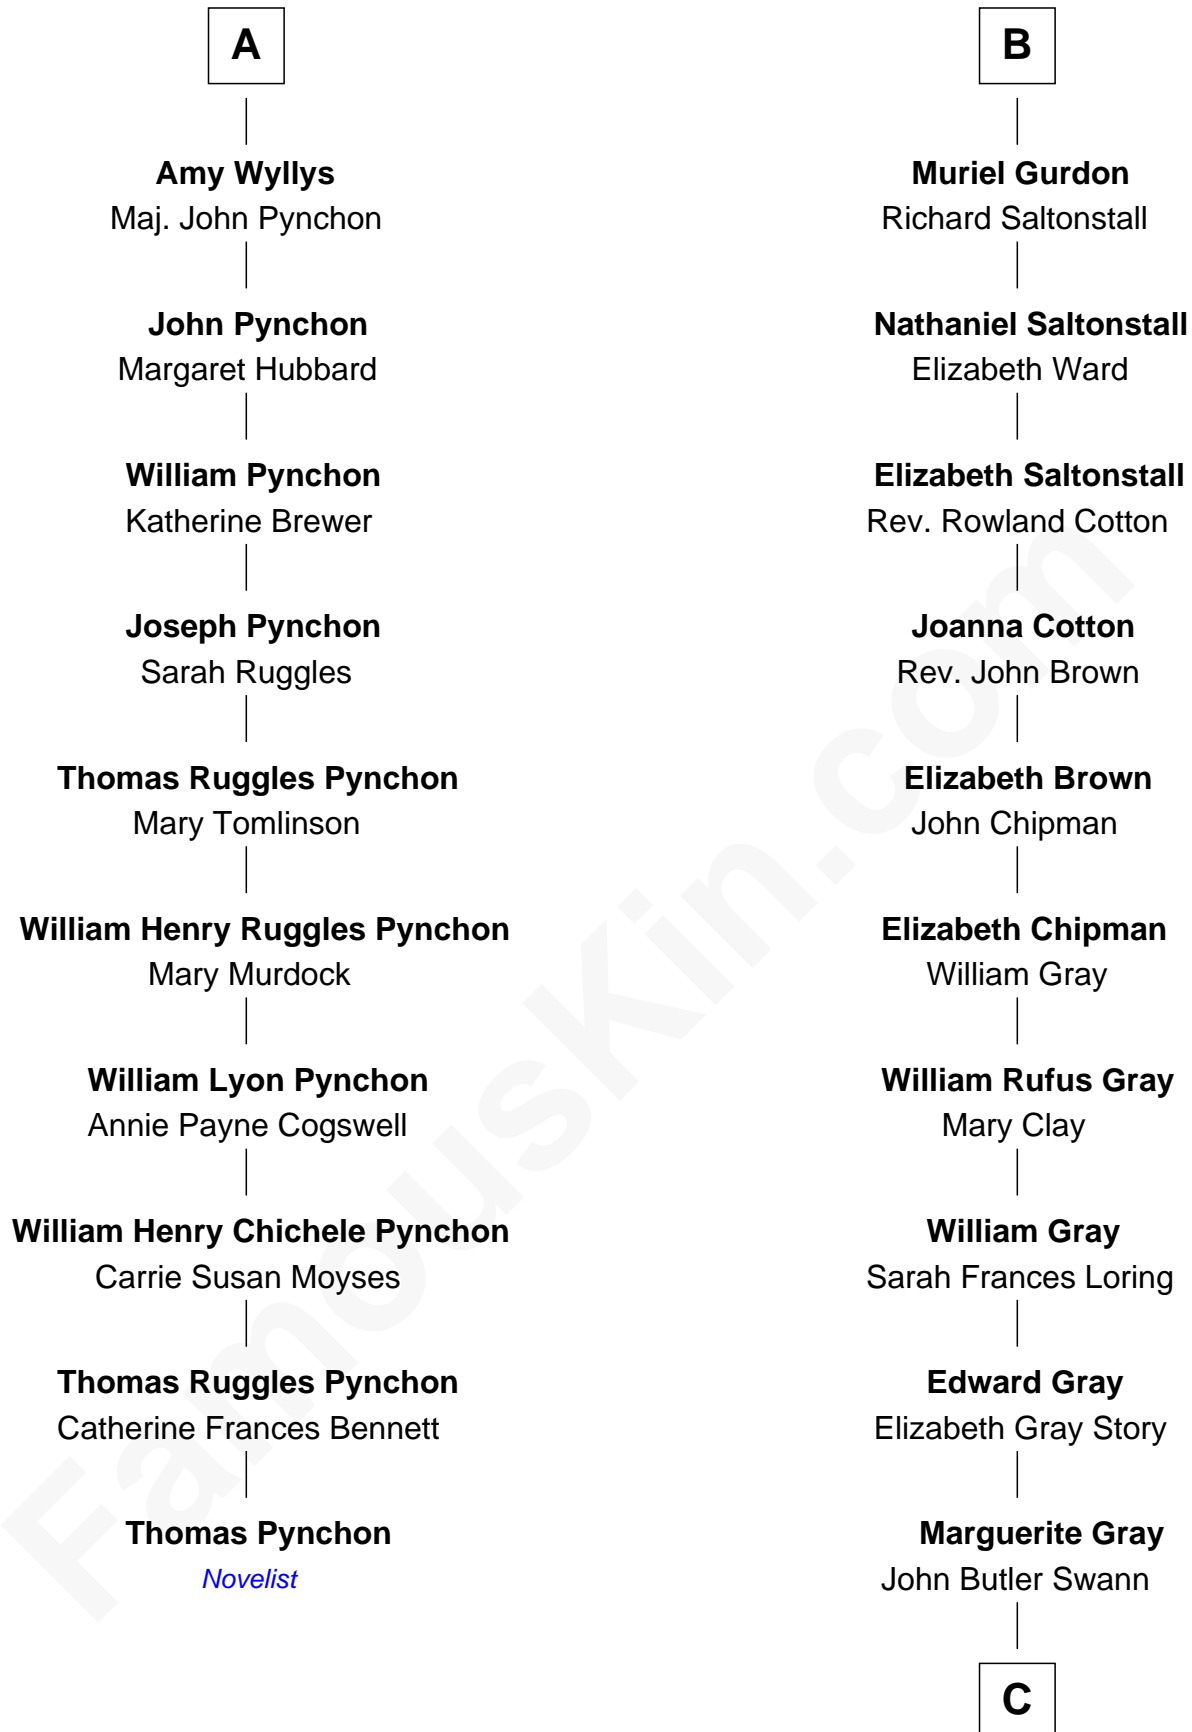 A
Amy Wyllys
Maj. John Pynchon
John Pynchon
Margaret Hubbard
William Pynchon
Katherine Brewer
Joseph Pynchon
Sarah Ruggles
Thomas Ruggles Pynchon
Mary Tomlinson
William Henry Ruggles Pynchon
Mary Murdock
William Lyon Pynchon
Annie Payne Cogswell
William Henry Chichele Pynchon
Carrie Susan Moyses
Thomas Ruggles Pynchon
Catherine Frances Bennett
Thomas Pynchon
Novelist
B
Muriel Gurdon
Richard Saltonstall
Nathaniel Saltonstall
Elizabeth Ward
Elizabeth Saltonstall
Rev. Rowland Cotton
Joanna Cotton
Rev. John Brown
Elizabeth Brown
John Chipman
Elizabeth Chipman
William Gray
William Rufus Gray
Mary Clay
William Gray
Sarah Frances Loring
Edward Gray
Elizabeth Gray Story
Marguerite Gray
John Butler Swann
C
FamousKin.com